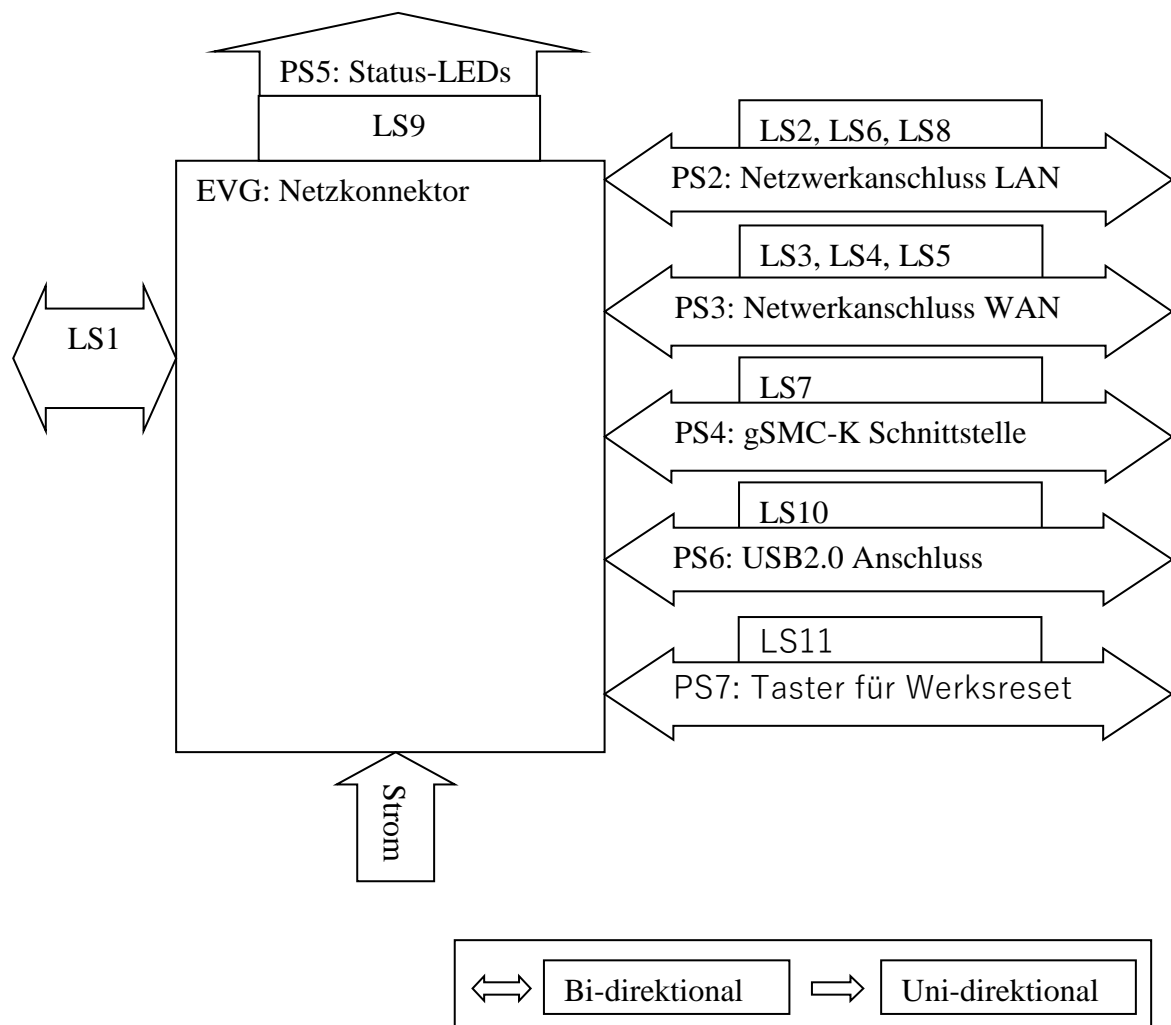 PS5: Status-LEDs
LS9
EVG: Netzkonnektor
LS1
LS2, LS6, LS8
PS2: Netzwerkanschluss LAN
LS3, LS4, LS5
PS3: Netwerkanschluss WAN
LS7
PS4: gSMC-K Schnittstelle
LS10
PS6: USB2.0 Anschluss
LS11
PS7: Taster für Werksreset
Strom
Bi-direktional
Uni-direktional